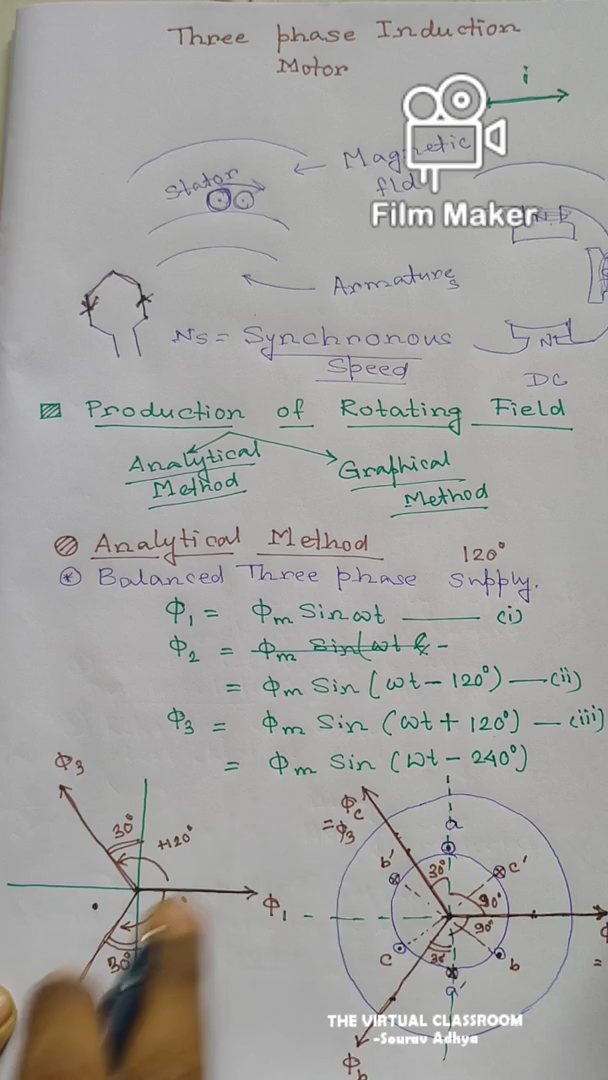 Three phase Induction
Motor
i
Magnetic
fld
Stator
Film Maker
N
Armature
Ns = Synchronous
Speed
N
DC
Production of Rotating Field
Analytical
Method
Graphical
Method
Analytical Method
120°
Balanced Three phase supply.
Φ1 = Φm Sin ωt —— (i)
Φ2 = Φm Sin(ωt
= Φm Sin (ωt - 120°) — (ii)
Φ3 = Φm Sin (ωt + 120°) — (iii)
= Φm Sin (ωt - 240°)
Φ3
30°
+120°
Φ1
30°
Φc
= Φ3
a
b'
30°
c'
90°
90°
c
30°
b
a'
Φb
THE VIRTUAL CLASSROOM
-Sourav Adhya